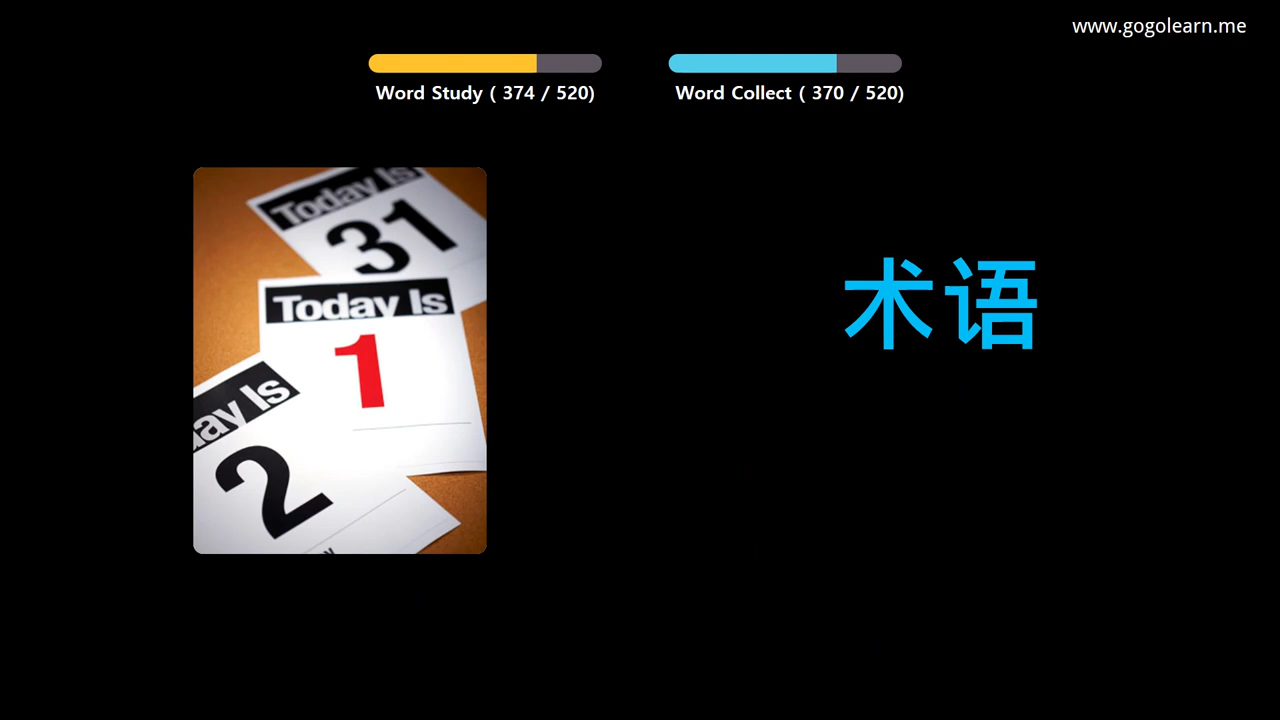 www.gogolearn.me
Word Study ( 374 / 520)
Word Collect ( 370 / 520)
Today Is
31
Today Is
1
day Is
2
术语